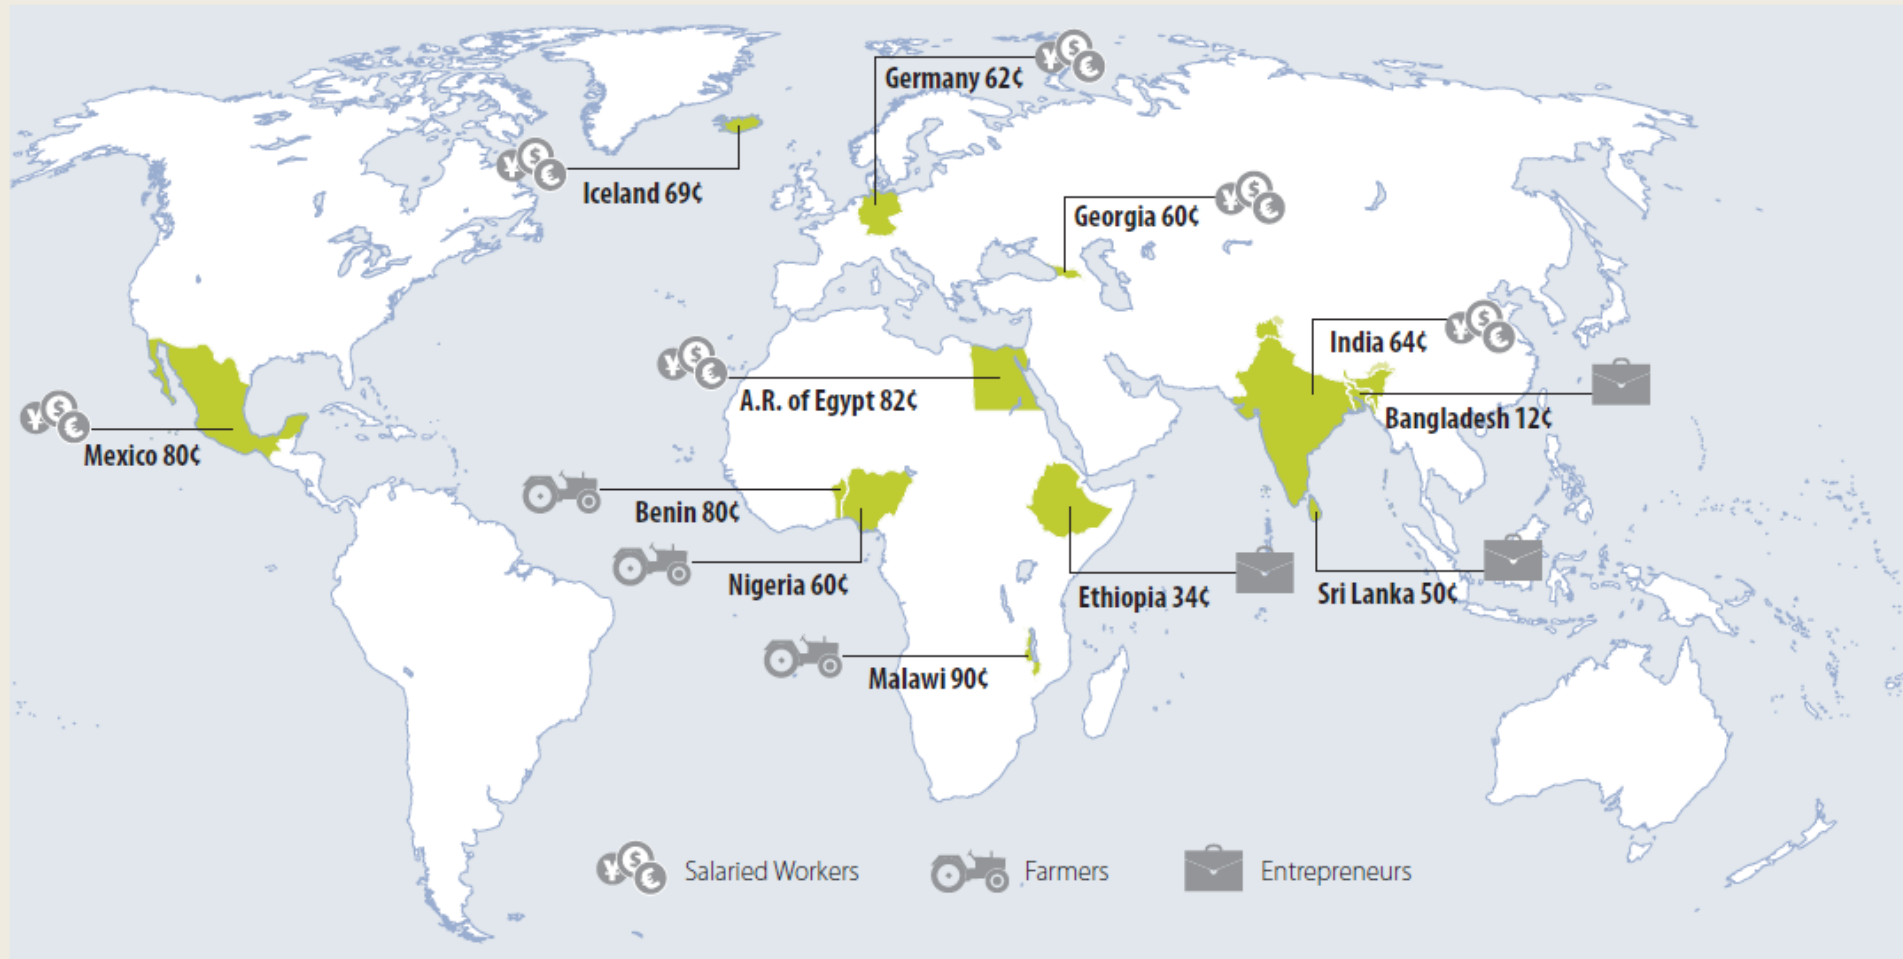 Germany 62¢
Iceland 69¢
Georgia 60¢
India 64¢
A.R. of Egypt 82¢
Bangladesh 12¢
Mexico 80¢
Benin 80¢
Nigeria 60¢
Ethiopia 34¢
Sri Lanka 50¢
Malawi 90¢
¥ $ € Salaried Workers
Farmers
Entrepreneurs